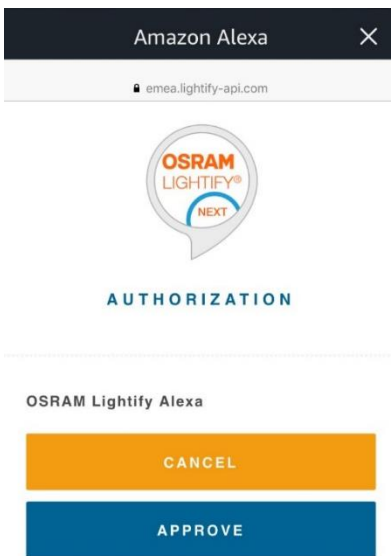 Amazon Alexa
emea.lightify-api.com
OSRAM
LIGHTIFY®
NEXT
AUTHORIZATION
OSRAM Lightify Alexa
CANCEL
APPROVE